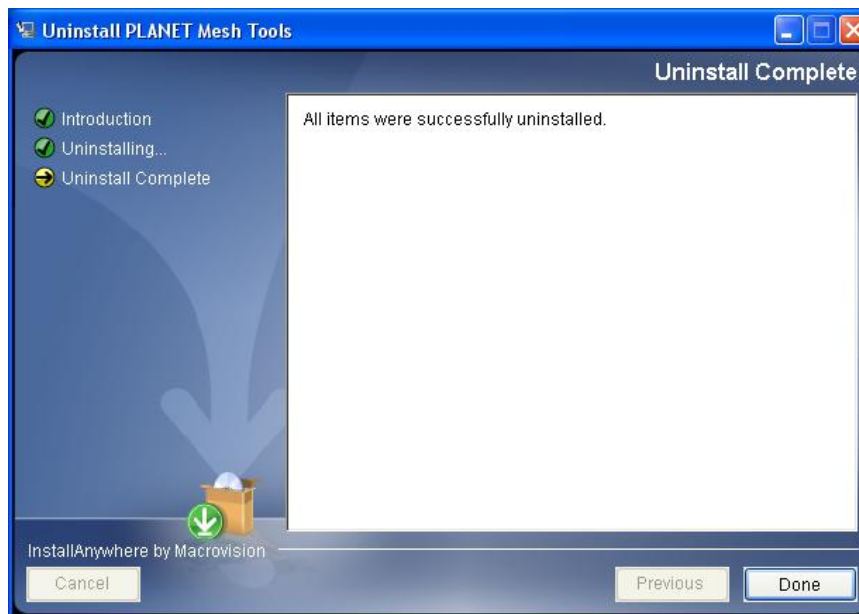 Uninstall PLANET Mesh Tools
Uninstall Complete
Introduction
Uninstalling...
Uninstall Complete
All items were successfully uninstalled.
InstallAnywhere by Macrovision
Cancel
Previous
Done